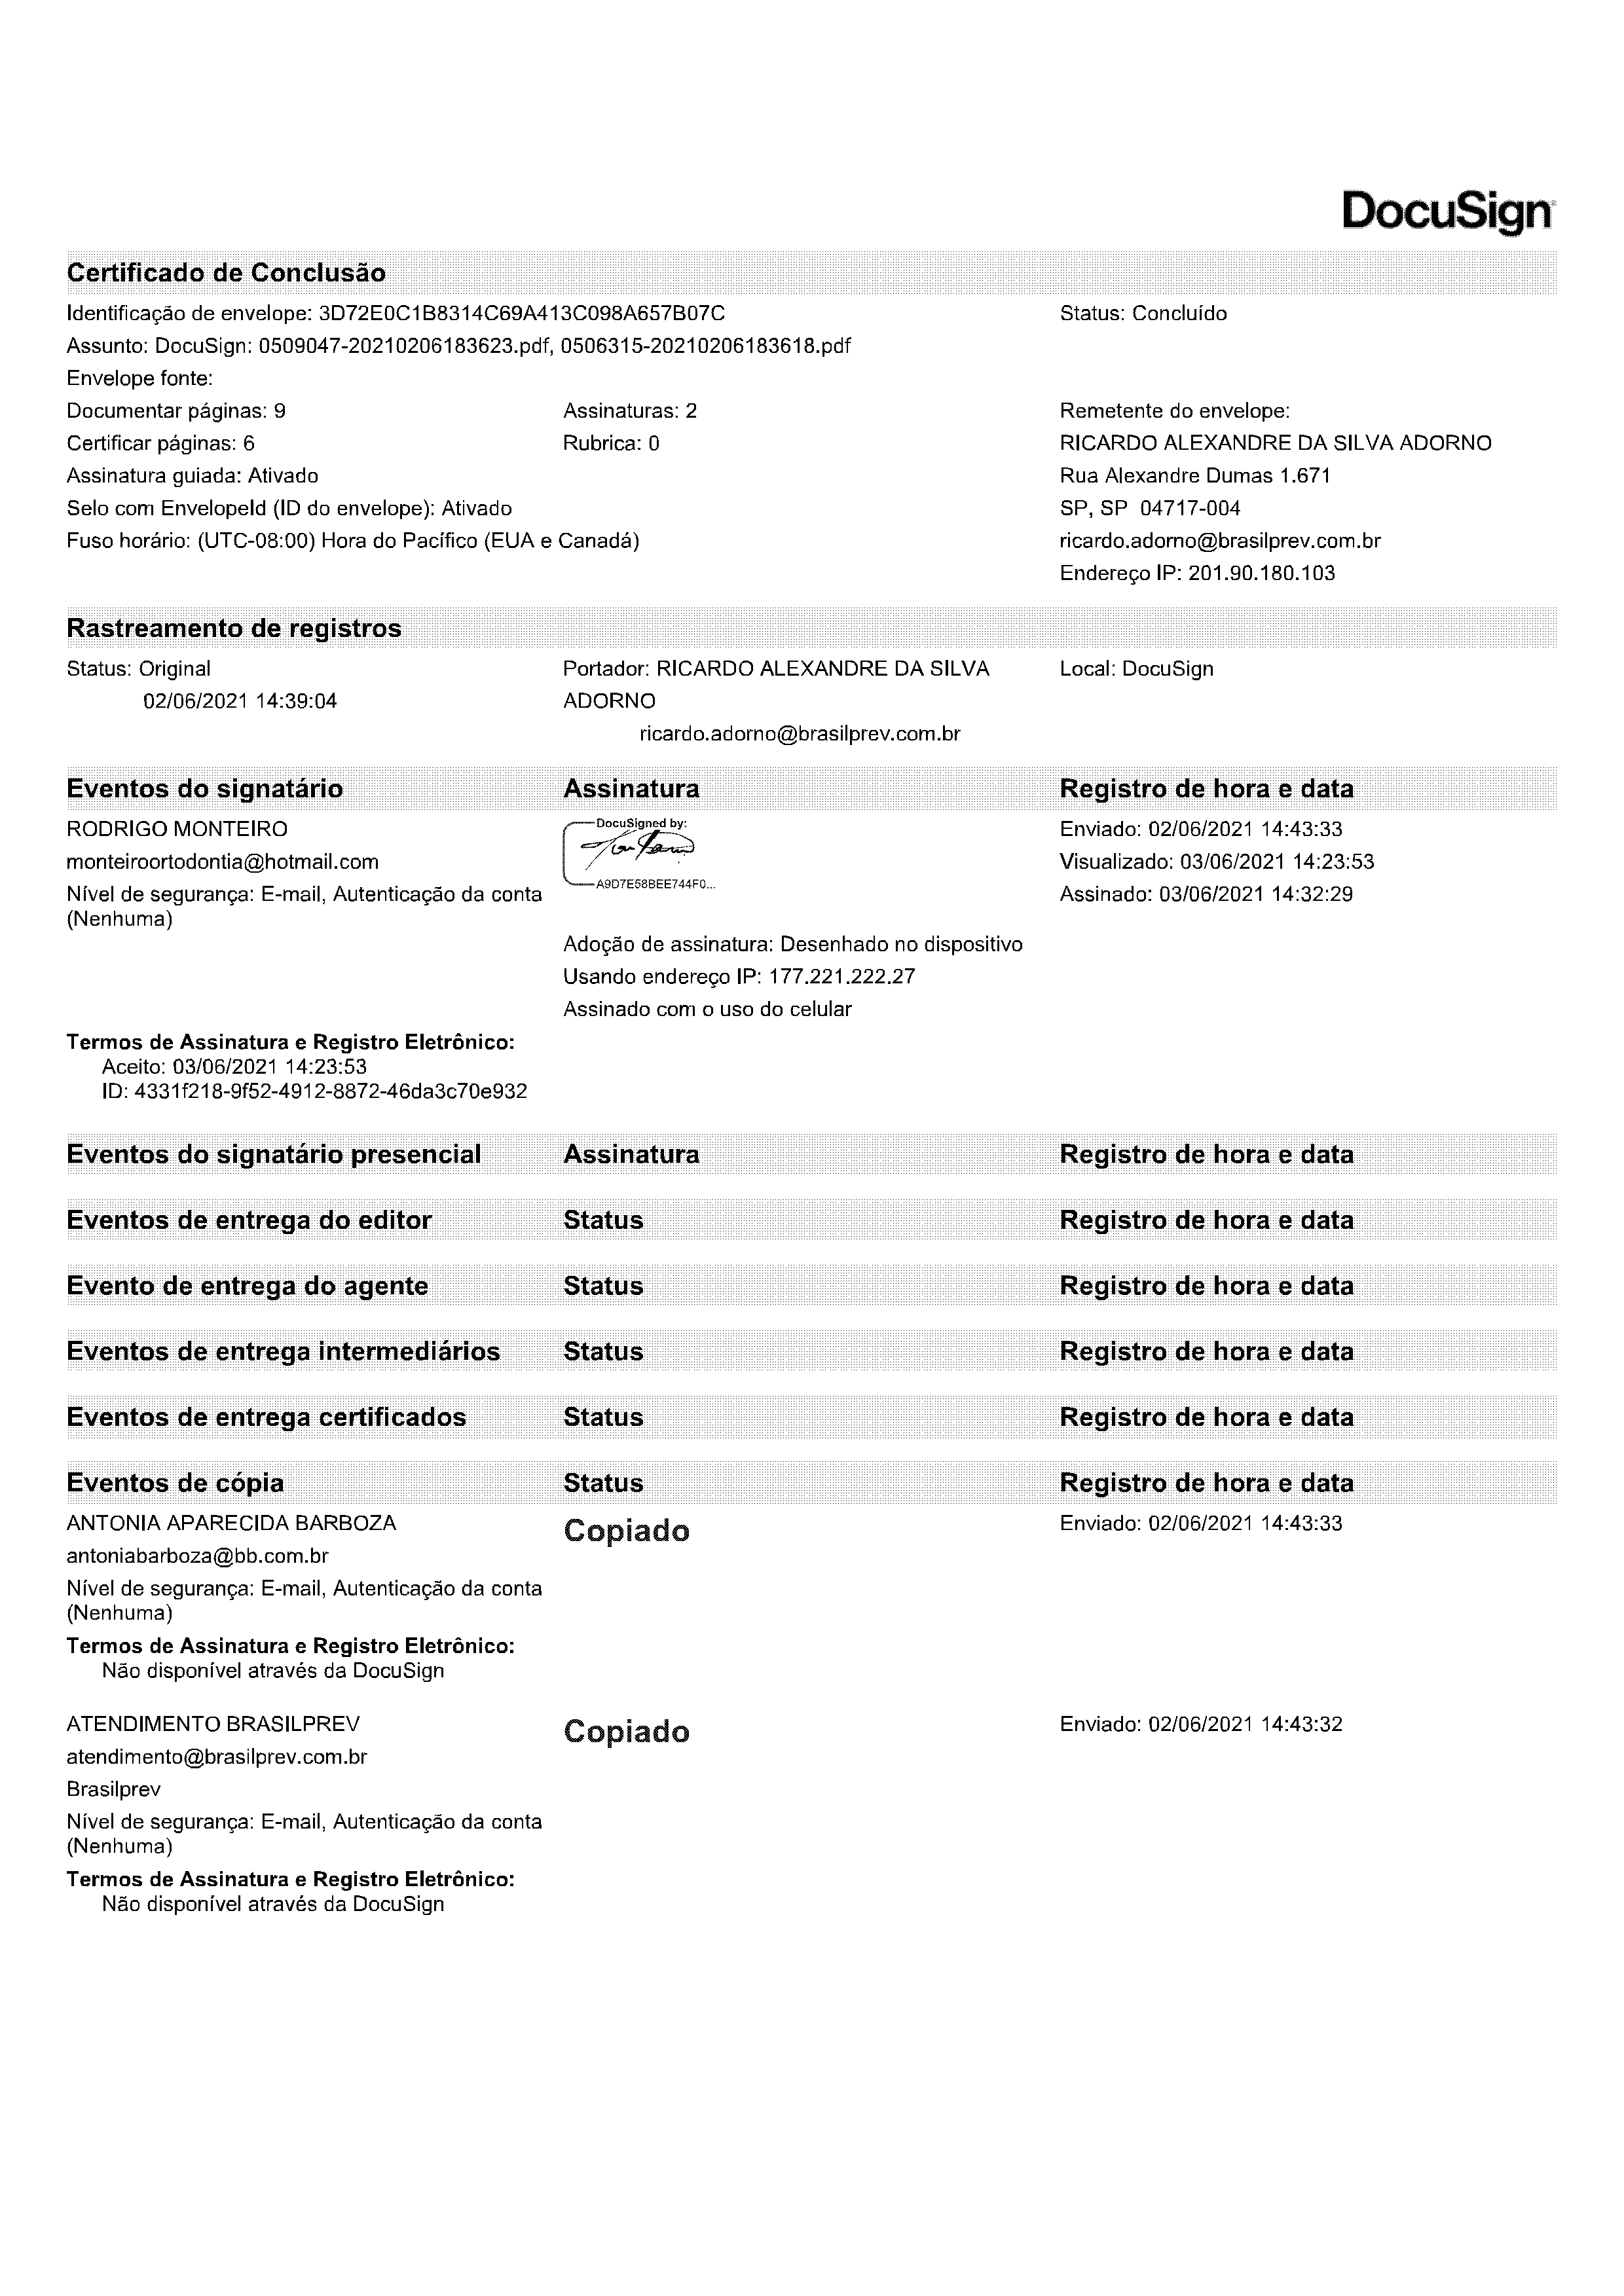 DocuSign
Certificado de Conclusão
Identificação de envelope: 3D72E0C1B8314C69A413C098A657B07C
Status: Concluído
Assunto: DocuSign: 0509047-20210206183623.pdf, 0506315-20210206183618.pdf
Envelope fonte:
Documentar páginas: 9
Assinaturas: 2
Remetente do envelope:
Certificar páginas: 6
Rubrica: 0
RICARDO ALEXANDRE DA SILVA ADORNO
Assinatura guiada: Ativado
Rua Alexandre Dumas 1.671
Selo com EnvelopeId (ID do envelope): Ativado
SP, SP 04717-004
Fuso horário: (UTC-08:00) Hora do Pacífico (EUA e Canadá)
ricardo.adorno@brasilprev.com.br
Endereço IP: 201.90.180.103
Rastreamento de registros
Status: Original
02/06/2021 14:39:04
Portador: RICARDO ALEXANDRE DA SILVA
ADORNO
ricardo.adorno@brasilprev.com.br
Local: DocuSign
Eventos do signatário
Assinatura
Registro de hora e data
RODRIGO MONTEIRO
monteiroortodontia@hotmail.com
Nível de segurança: E-mail, Autenticação da conta
(Nenhuma)
DocuSigned by:
A9D7E58BEE744F0...
Adoção de assinatura: Desenhado no dispositivo
Usando endereço IP: 177.221.222.27
Assinado com o uso do celular
Enviado: 02/06/2021 14:43:33
Visualizado: 03/06/2021 14:23:53
Assinado: 03/06/2021 14:32:29
Termos de Assinatura e Registro Eletrônico:
Aceito: 03/06/2021 14:23:53
ID: 4331f218-9f52-4912-8872-46da3c70e932
Eventos do signatário presencial
Assinatura
Registro de hora e data
Eventos de entrega do editor
Status
Registro de hora e data
Evento de entrega do agente
Status
Registro de hora e data
Eventos de entrega intermediários
Status
Registro de hora e data
Eventos de entrega certificados
Status
Registro de hora e data
Eventos de cópia
Status
Registro de hora e data
ANTONIA APARECIDA BARBOZA
antoniabarboza@bb.com.br
Nível de segurança: E-mail, Autenticação da conta
(Nenhuma)
Copiado
Enviado: 02/06/2021 14:43:33
Termos de Assinatura e Registro Eletrônico:
Não disponível através da DocuSign
ATENDIMENTO BRASILPREV
atendimento@brasilprev.com.br
Brasilprev
Nível de segurança: E-mail, Autenticação da conta
(Nenhuma)
Copiado
Enviado: 02/06/2021 14:43:32
Termos de Assinatura e Registro Eletrônico:
Não disponível através da DocuSign